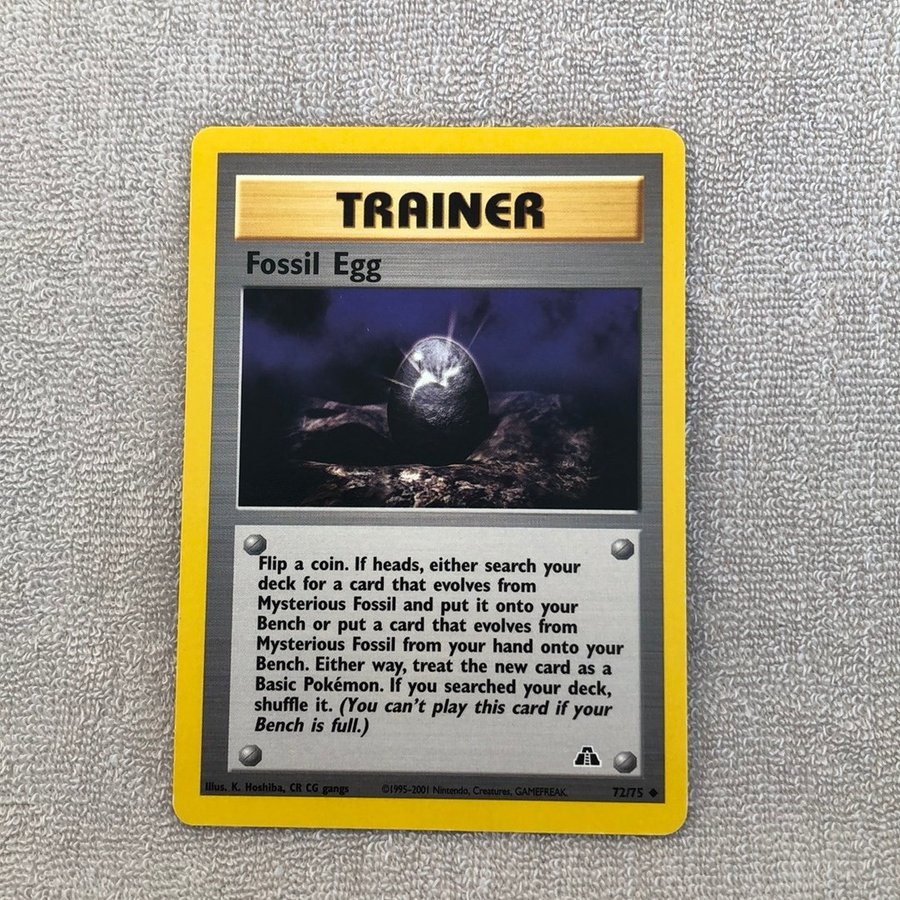 TRAINER
Fossil Egg
Flip a coin. If heads, either search your
deck for a card that evolves from
Mysterious Fossil and put it onto your
Bench or put a card that evolves from
Mysterious Fossil from your hand onto your
Bench. Either way, treat the new card as a
Basic Pokémon. If you searched your deck,
shuffle it. (You can't play this card if your
Bench is full.)
Illus. K. Hoshiba, CR CG gangs ©1995-2001 Nintendo, Creatures, GAMEFREAK. 72/75 ◆